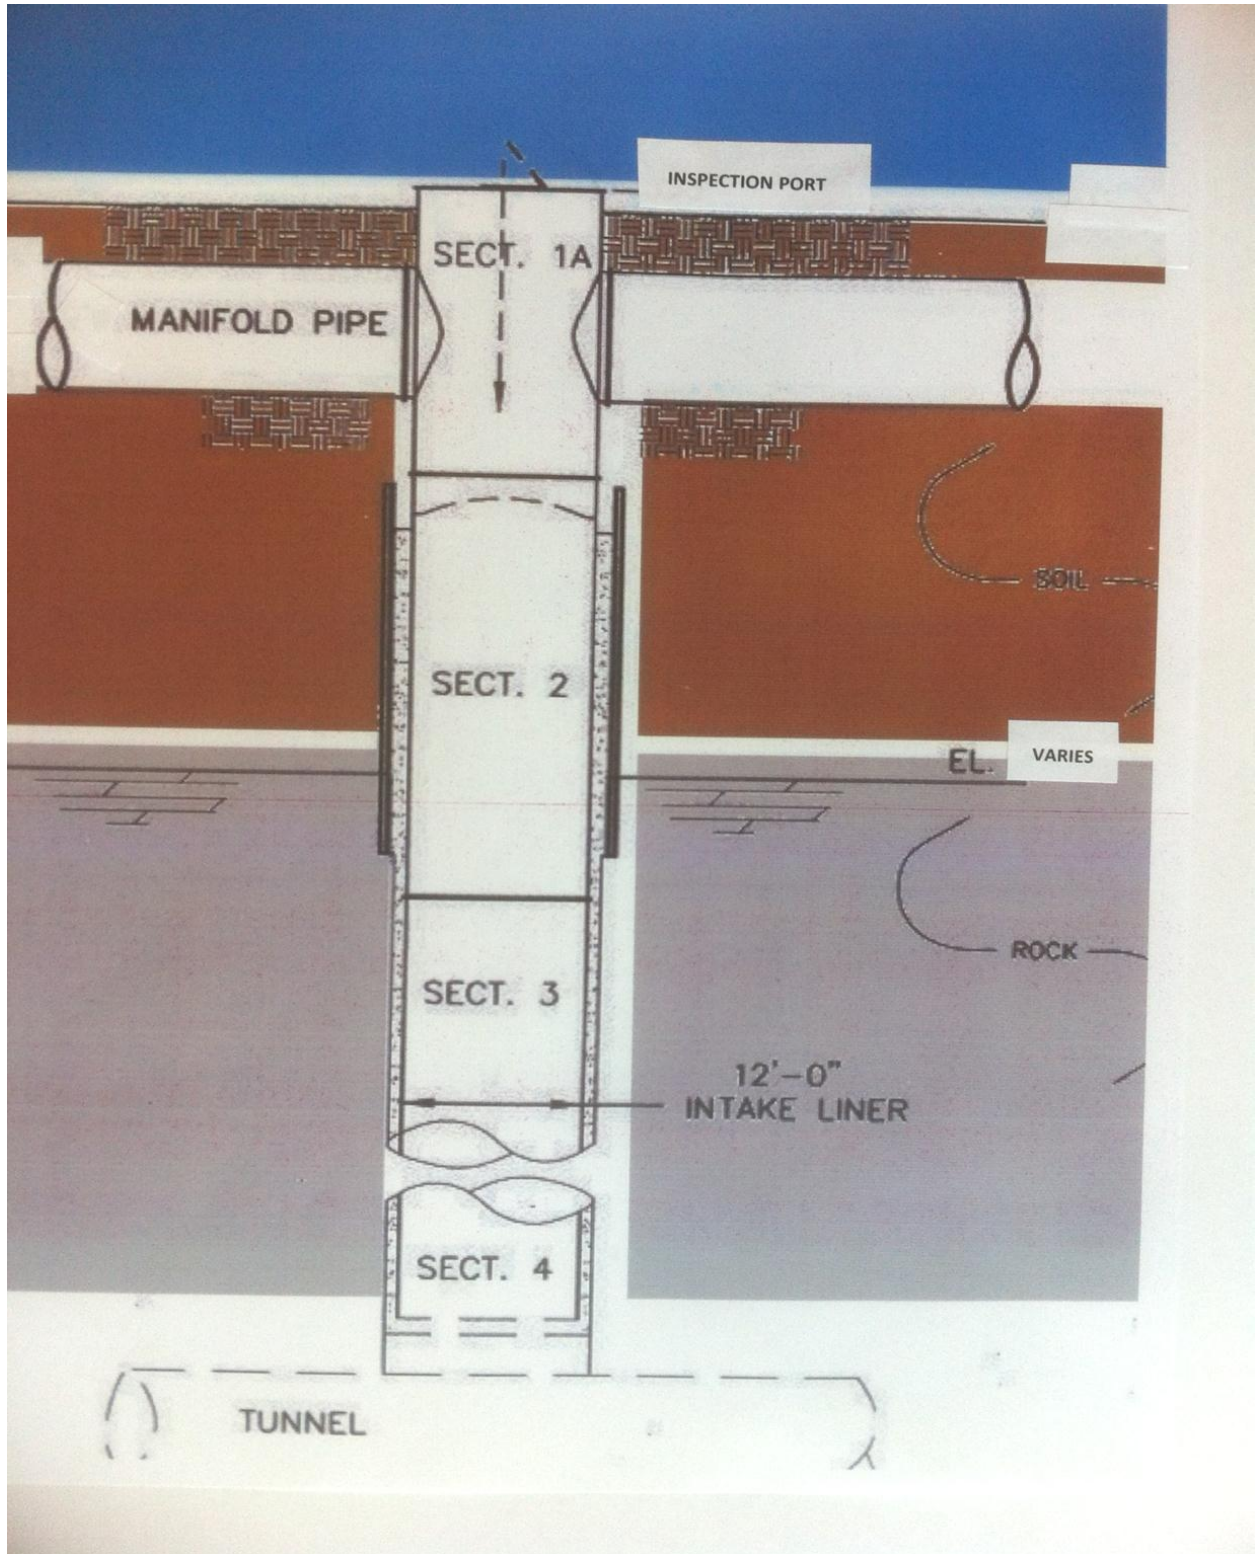 INSPECTION PORT
SECT. 1A
MANIFOLD PIPE
SOIL
SECT. 2
EL. VARIES
ROCK
SECT. 3
12'-0"
INTAKE LINER
SECT. 4
TUNNEL